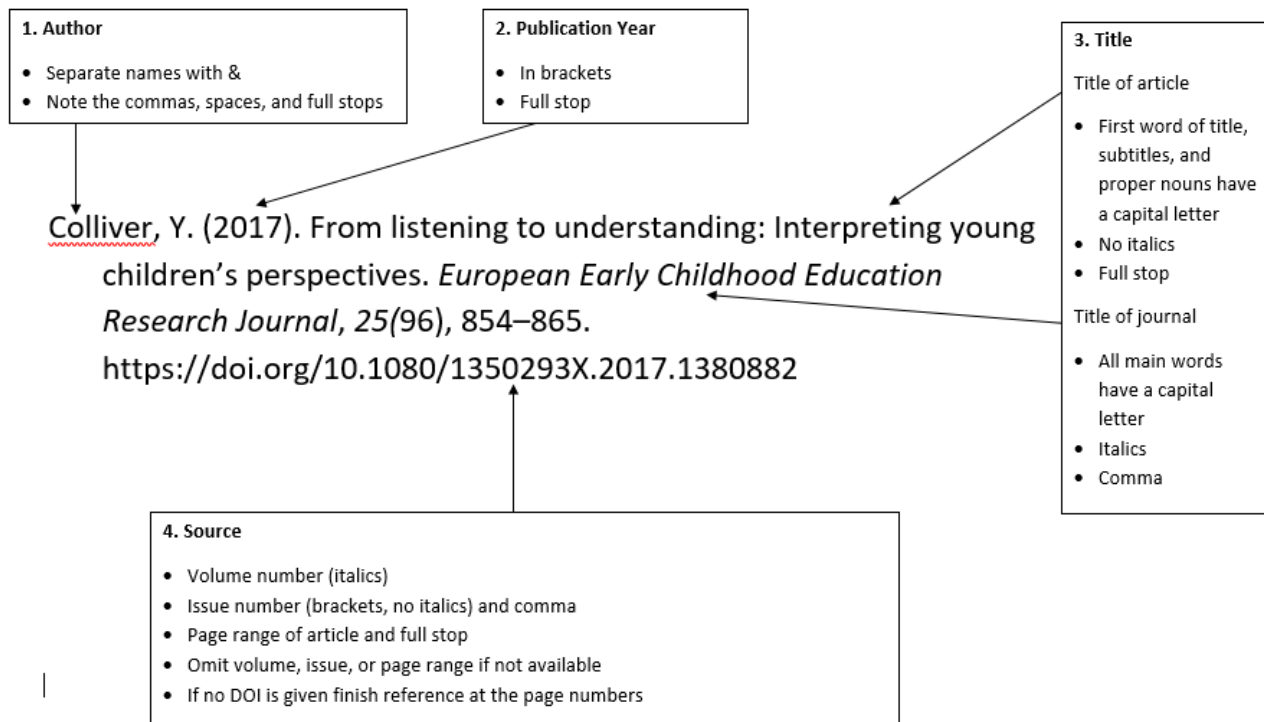 1. Author
• Separate names with &
• Note the commas, spaces, and full stops
2. Publication Year
• In brackets
• Full stop
3. Title
Title of article
• First word of title,
subtitles, and
proper nouns have
a capital letter
• No italics
• Full stop
Title of journal
• All main words
have a capital
letter
• Italics
• Comma
Colliver, Y. (2017). From listening to understanding: Interpreting young
children’s perspectives. European Early Childhood Education
Research Journal, 25(96), 854–865.
https://doi.org/10.1080/1350293X.2017.1380882
4. Source
• Volume number (italics)
• Issue number (brackets, no italics) and comma
• Page range of article and full stop
• Omit volume, issue, or page range if not available
• If no DOI is given finish reference at the page numbers